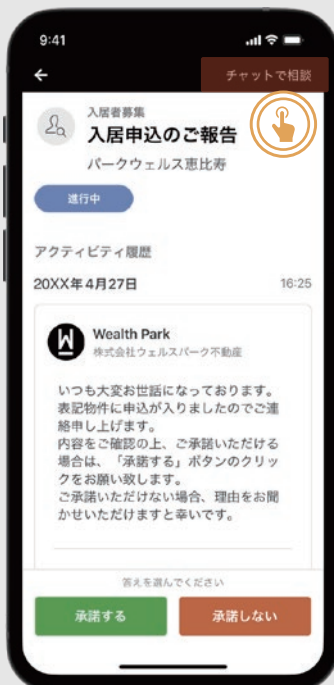 9:41
チャットで相談
入居者募集
入居申込のご報告
パークウェルス恵比寿
進行中
アクティビティ履歴
20XX年4月27日 16:25
Wealth Park
株式会社ウェルスパーク不動産
いつも大変お世話になっております。
表記物件に申込が入りましたのでご連
絡申し上げます。
内容をご確認の上、ご承諾いただける
場合は、「承諾する」ボタンのクリッ
クをお願い致します。
ご承諾いただけない場合、理由をお聞
かせいただけますと幸いです。
答えを選んでください
承諾する 承諾しない